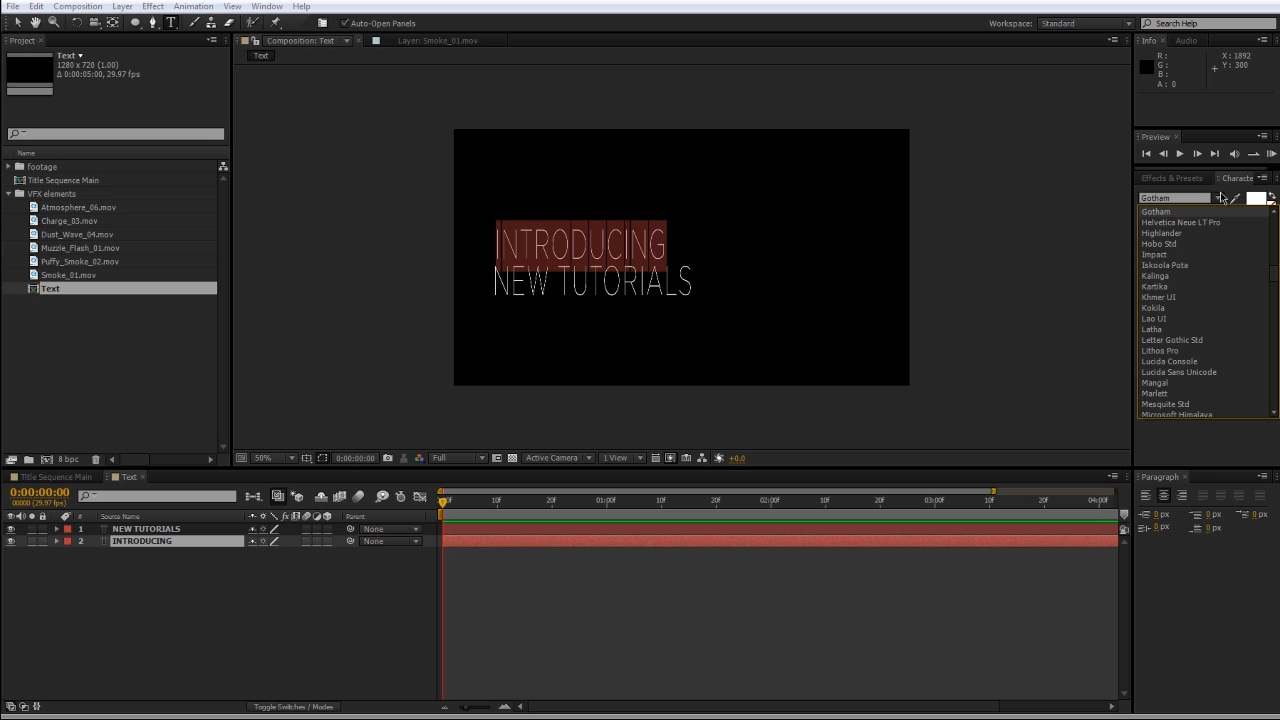 File Edit Composition Layer Effect Animation View Window Help
Auto-Open Panels
Workspace: Standard
Search Help
Project
Composition: Text
Layer: Smoke_01.mov
Info Audio
Text
1280 x 720 (1.00)
Δ 0:00:05:00, 29.97 fps
Text
R:
G:
B:
A: 0
X: 1892
Y: 300
Preview
Name
footage
Title Sequence Main
VFX elements
Atmosphere_06.mov
Charge_03.mov
Dust_Wave_04.mov
Muzzle_Flash_01.mov
Puffy_Smoke_02.mov
Smoke_01.mov
Text
INTRODUCING
NEW TUTORIALS
Effects & Presets
Characte
Gotham
Gotham
Helvetica Neue LT Pro
Highlander
Hobo Std
Impact
Iskoola Pota
Kalinga
Kartika
Khmer UI
Kokila
Lao UI
Latha
Letter Gothic Std
Lithos Pro
Lucida Console
Lucida Sans Unicode
Mangal
Marlett
Mesquite Std
Microsoft Himalaya
8 bpc
50%
0:00:00:00
Full
Active Camera
1 View
+0.0
Title Sequence Main
Text
Paragraph
0:00:00:00
00000 (29.97 fps)
0f 10f 20f 01:00f 10f 20f 02:00f 10f 20f 03:00f 10f 20f 04:00f
# Source Name
Parent
1 NEW TUTORIALS
None
2 INTRODUCING
None
0 px 0 px 0 px
0 px 0 px
Toggle Switches / Modes